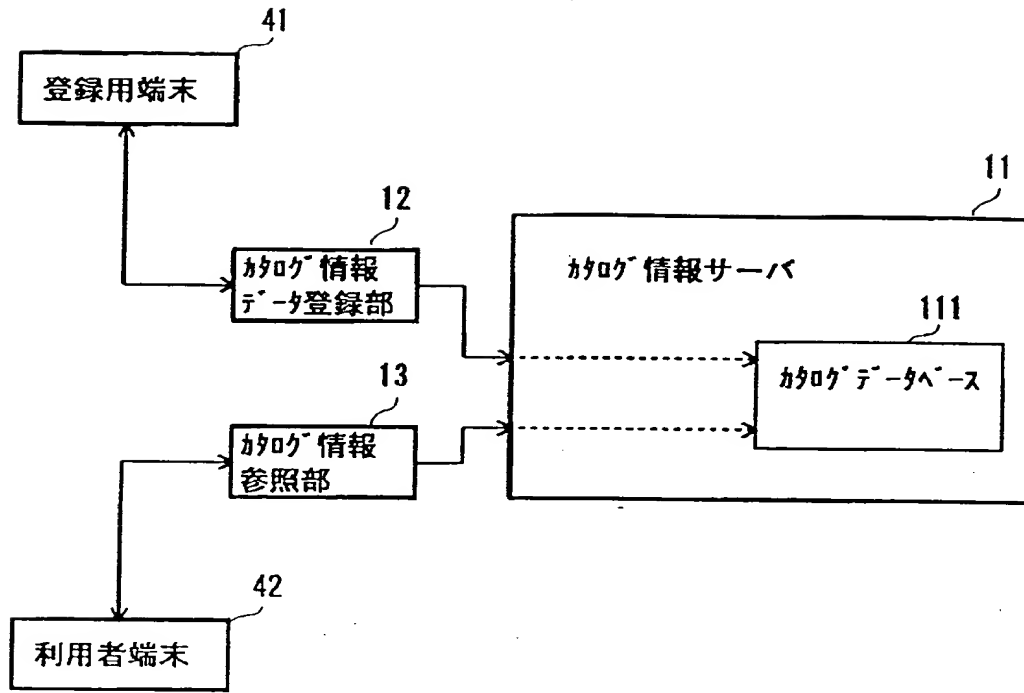 41
登録用端末
12
ｶﾀﾛｸﾞ情報
ﾃﾞｰﾀ登録部
11
ｶﾀﾛｸﾞ情報サーバ
111
ｶﾀﾛｸﾞﾃﾞｰﾀﾍﾞｰｽ
13
ｶﾀﾛｸﾞ情報
参照部
42
利用者端末